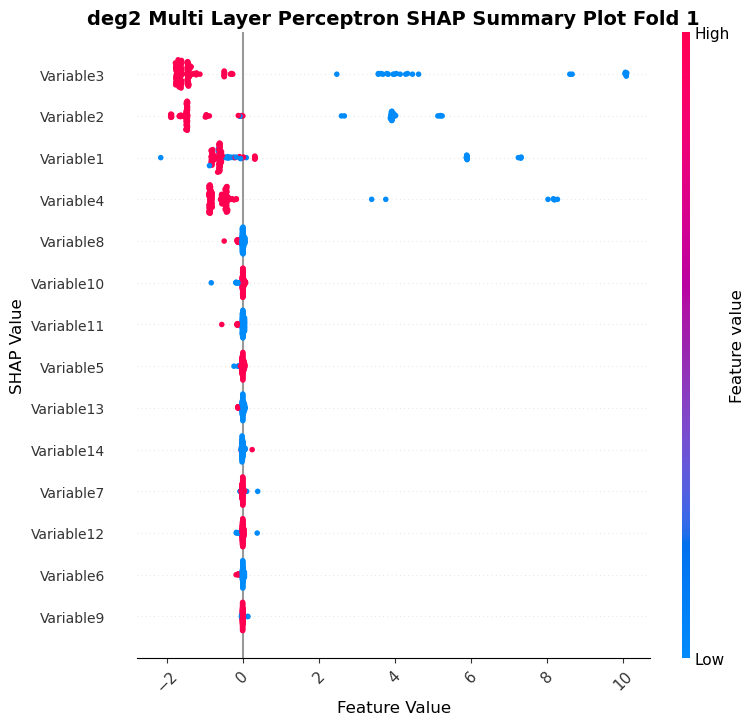 deg2 Multi Layer Perceptron SHAP Summary Plot Fold 1
High
Variable3
Variable2
Variable1
Variable4
Variable8
Variable10
Variable11
Variable5
Variable13
Variable14
Variable7
Variable12
Variable6
Variable9
SHAP Value
Feature value
Low
−2
0
2
4
6
8
10
Feature Value